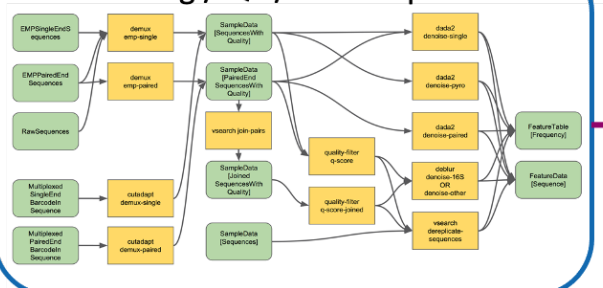 EMPSingleEndS
equences
demux
emp-single
SampleData
[SequencesWith
Quality]
dada2
denoise-single
EMPPairedEnd
Sequences
demux
emp-paired
SampleData
[PairedEnd
SequencesWith
Quality]
dada2
denoise-pyro
RawSequences
vsearch join-pairs
dada2
denoise-paired
FeatureTable
[Frequency]
quality-filter
q-score
Multiplexed
SingleEnd
BarcodeIn
Sequence
cutadapt
demux-single
SampleData
[Joined
SequencesWith
Quality]
deblur
denoise-16S
OR
denoise-other
FeatureData
[Sequence]
quality-filter
q-score-joined
Multiplexed
PairedEnd
BarcodeIn
Sequence
cutadapt
demux-paired
SampleData
[Sequences]
vsearch
dereplicate-
sequences